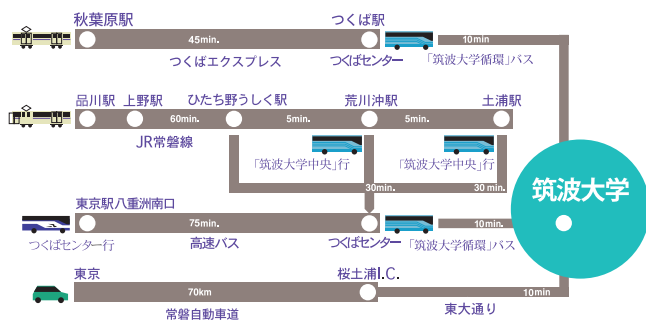 秋葉原駅
つくば駅
45min.
10min
つくばエクスプレス
つくばセンター
「筑波大学循環」バス
品川駅
上野駅
ひたち野うしく駅
荒川沖駅
土浦駅
60min.
5min.
5min.
JR常磐線
「筑波大学中央」行
「筑波大学中央」行
30min.
30 min.
筑波大学
東京駅八重洲南口
75min.
10min.
つくばセンター行
高速バス
つくばセンター
「筑波大学循環」バス
東京
桜土浦I.C.
70km
10min
常磐自動車道
東大通り